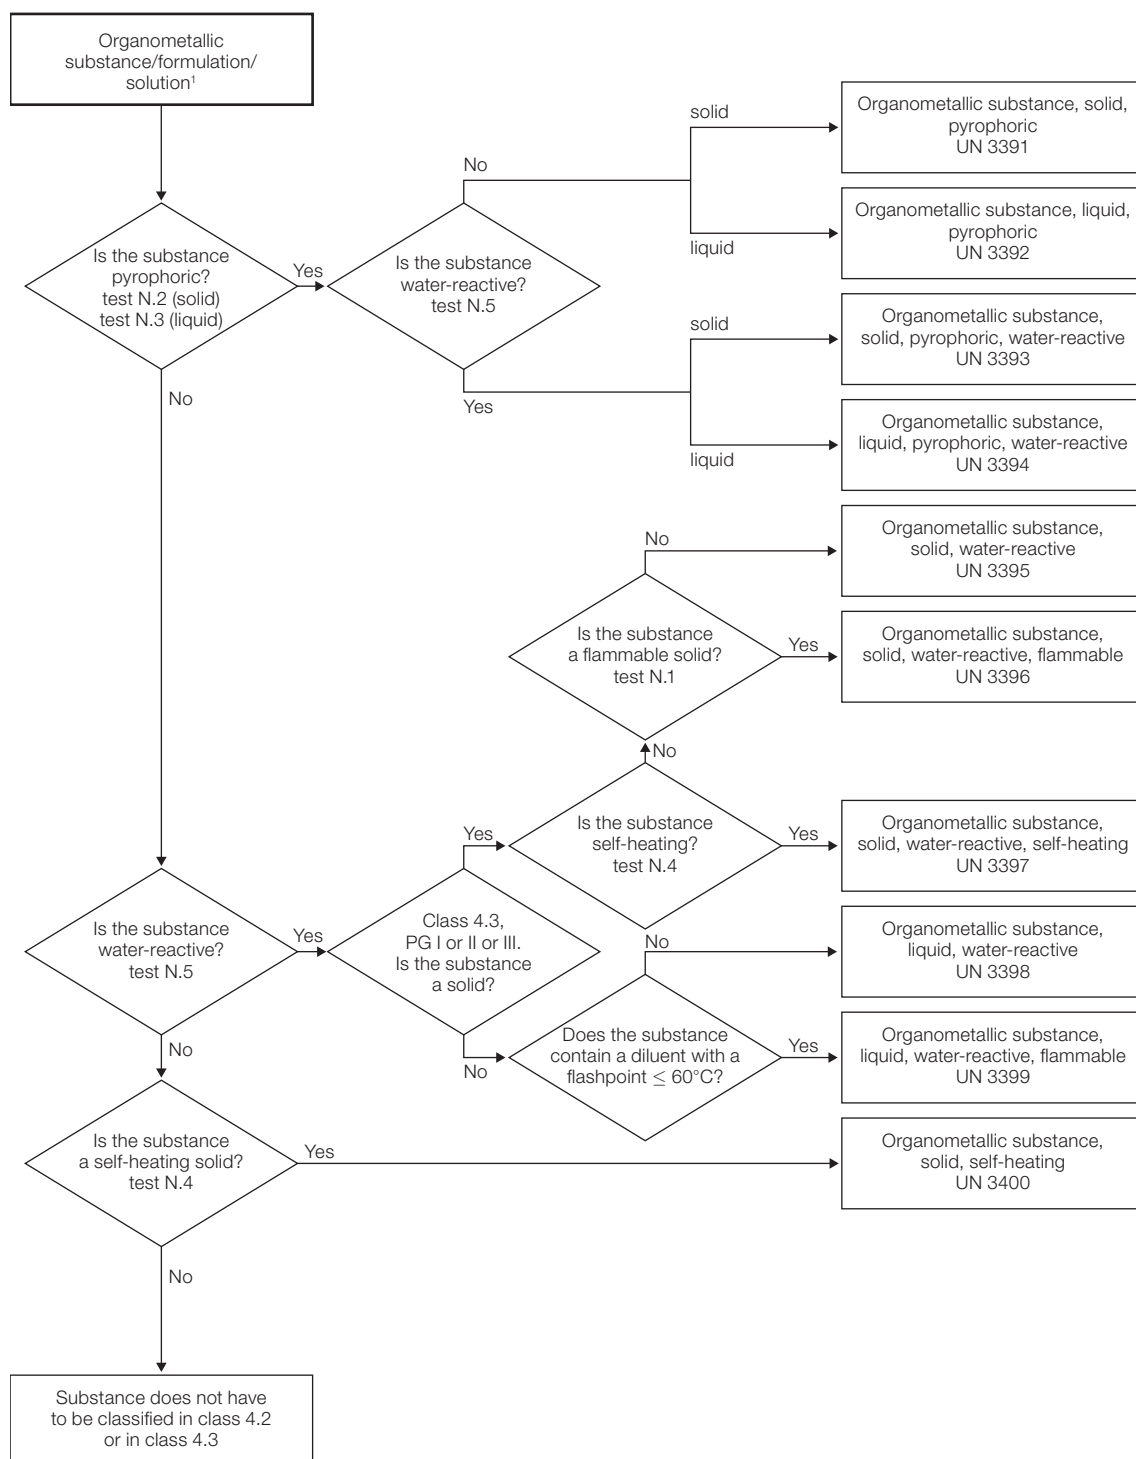 Organometallic
substance/formulation/
solution¹
solid
Organometallic substance, solid,
pyrophoric
UN 3391
No
Organometallic substance, liquid,
pyrophoric
UN 3392
liquid
Is the substance
pyrophoric?
test N.2 (solid)
test N.3 (liquid)
Yes
Is the substance
water-reactive?
test N.5
solid
Organometallic substance,
solid, pyrophoric, water-reactive
UN 3393
No
Yes
Organometallic substance,
liquid, pyrophoric, water-reactive
UN 3394
liquid
No
Organometallic substance,
solid, water-reactive
UN 3395
Is the substance
a flammable solid?
test N.1
Yes
Organometallic substance,
solid, water-reactive, flammable
UN 3396
No
Yes
Is the substance
self-heating?
test N.4
Yes
Organometallic substance,
solid, water-reactive, self-heating
UN 3397
Is the substance
water-reactive?
test N.5
Yes
Class 4.3,
PG I or II or III.
Is the substance
a solid?
No
Organometallic substance,
liquid, water-reactive
UN 3398
No
No
Does the substance
contain a diluent with a
flashpoint ≤ 60°C?
Yes
Organometallic substance,
liquid, water-reactive, flammable
UN 3399
Is the substance
a self-heating solid?
test N.4
Yes
Organometallic substance,
solid, self-heating
UN 3400
No
Substance does not have
to be classified in class 4.2
or in class 4.3